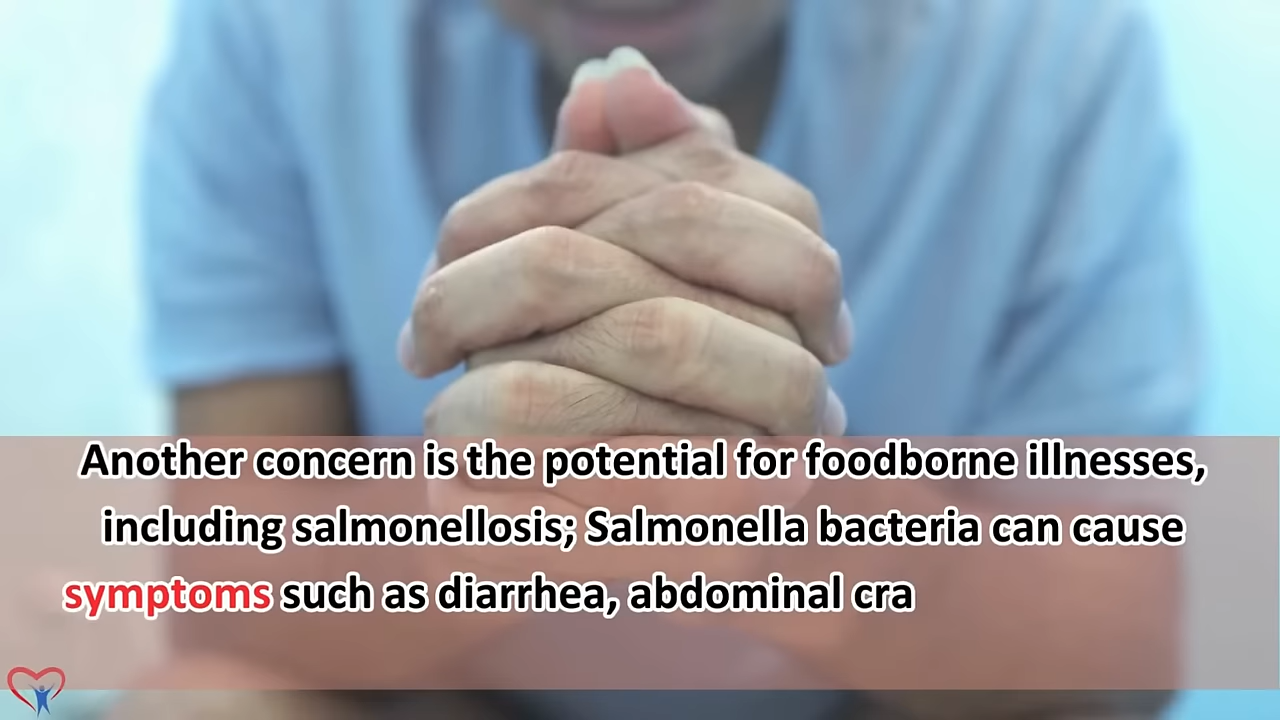 Another concern is the potential for foodborne illnesses,
including salmonellosis; Salmonella bacteria can cause
symptoms such as diarrhea, abdominal cra